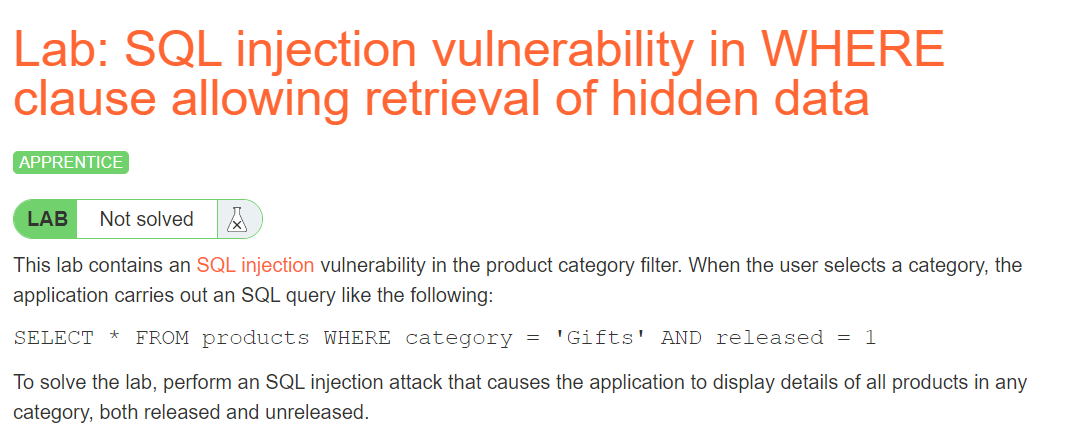 Lab: SQL injection vulnerability in WHERE
clause allowing retrieval of hidden data
APPRENTICE
LAB Not solved
This lab contains an SQL injection vulnerability in the product category filter. When the user selects a category, the
application carries out an SQL query like the following:
SELECT * FROM products WHERE category = 'Gifts' AND released = 1
To solve the lab, perform an SQL injection attack that causes the application to display details of all products in any
category, both released and unreleased.